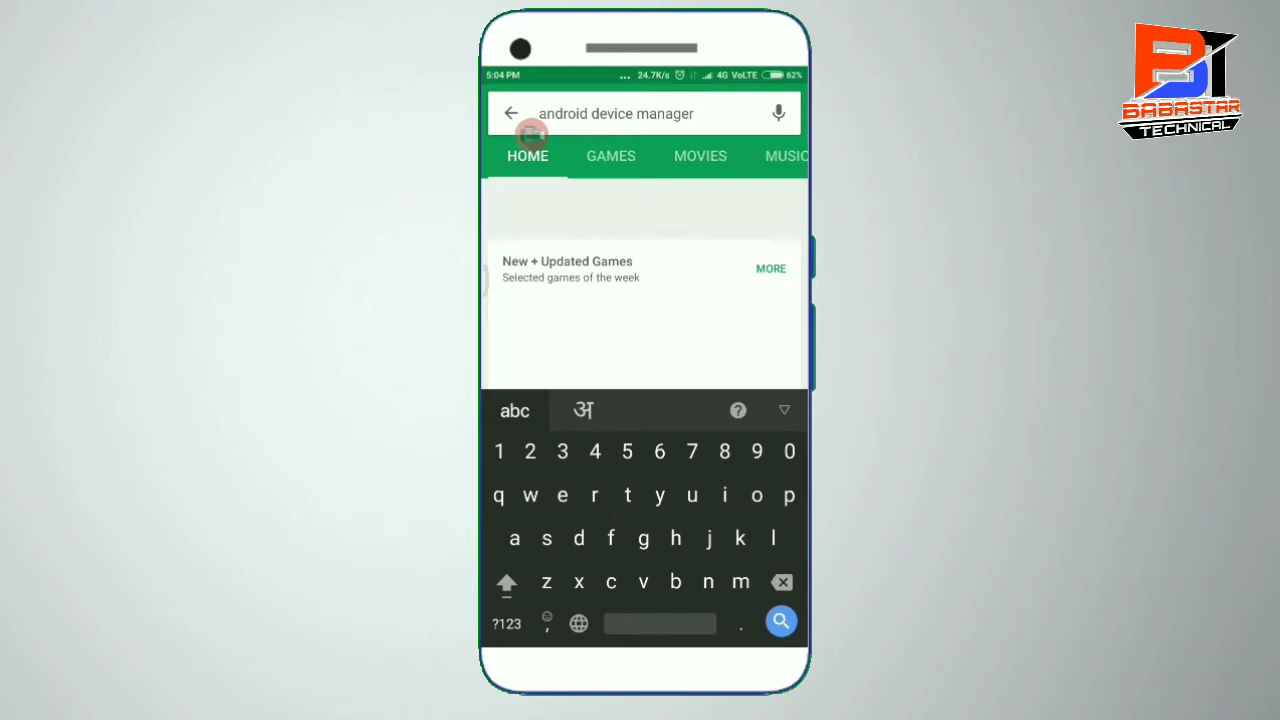 5:04 PM ... 24.7K/s 4G VoLTE 62%
android device manager
HOME GAMES MOVIES MUSIC
New + Updated Games
Selected games of the week
MORE
abc अ ?
1 2 3 4 5 6 7 8 9 0
q w e r t y u i o p
a s d f g h j k l
z x c v b n m
?123 , .
BT
BABASTAR
TECHNICAL